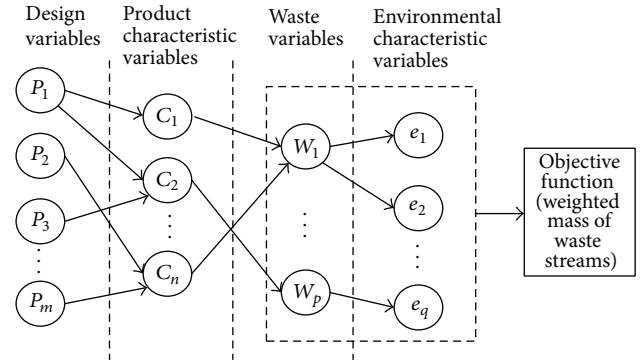 Design variables
Product characteristic variables
Waste variables
Environmental characteristic variables
P1
P2
P3
Pm
C1
C2
Cn
W1
Wp
e1
e2
eq
Objective
function
(weighted
mass of
waste
streams)